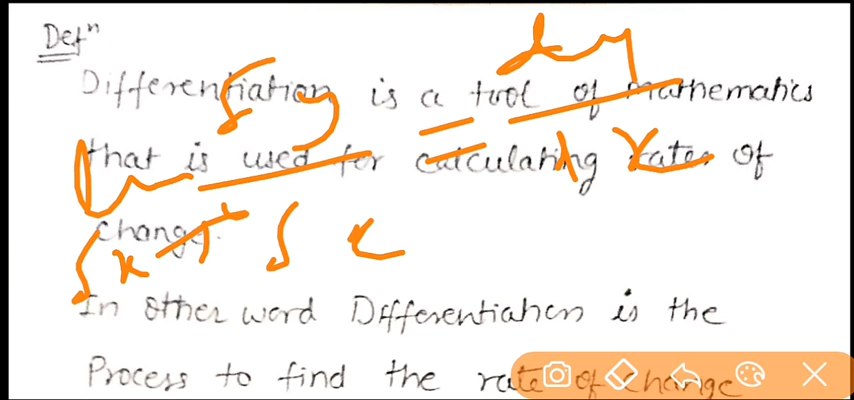 Defⁿ
Differentiation is a tool of mathematics
that is used for calculating rates of
change.
In other word Differentiation is the
Process to find the rate of change